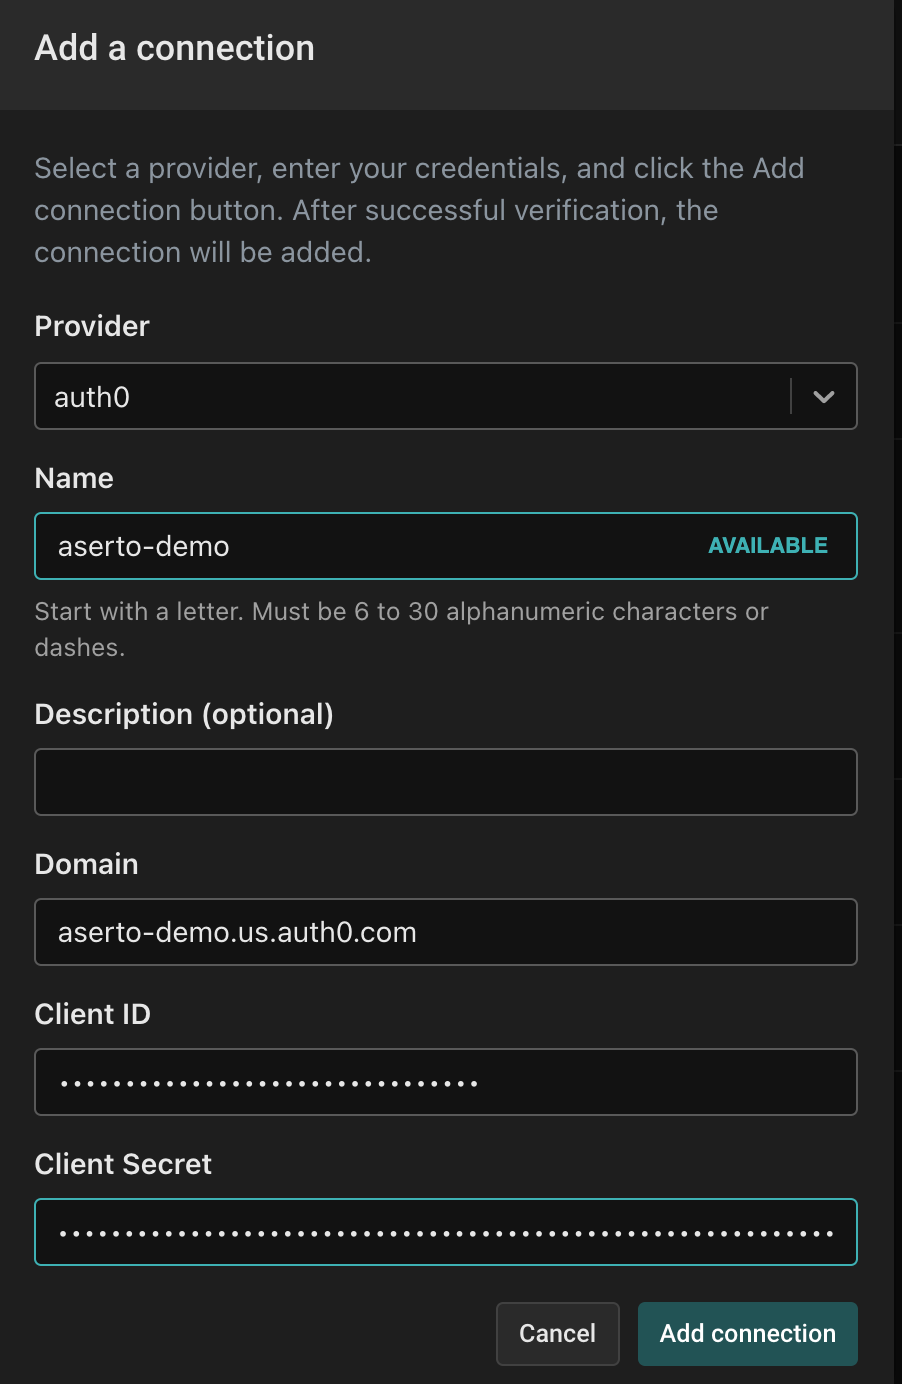 Add a connection
Select a provider, enter your credentials, and click the Add
connection button. After successful verification, the
connection will be added.
Provider
auth0
Name
aserto-demo AVAILABLE
Start with a letter. Must be 6 to 30 alphanumeric characters or
dashes.
Description (optional)
Domain
aserto-demo.us.auth0.com
Client ID
••••••••••••••••••••••••••••••••
Client Secret
•••••••••••••••••••••••••••••••••••••••••••••••••••••••••••
Cancel Add connection